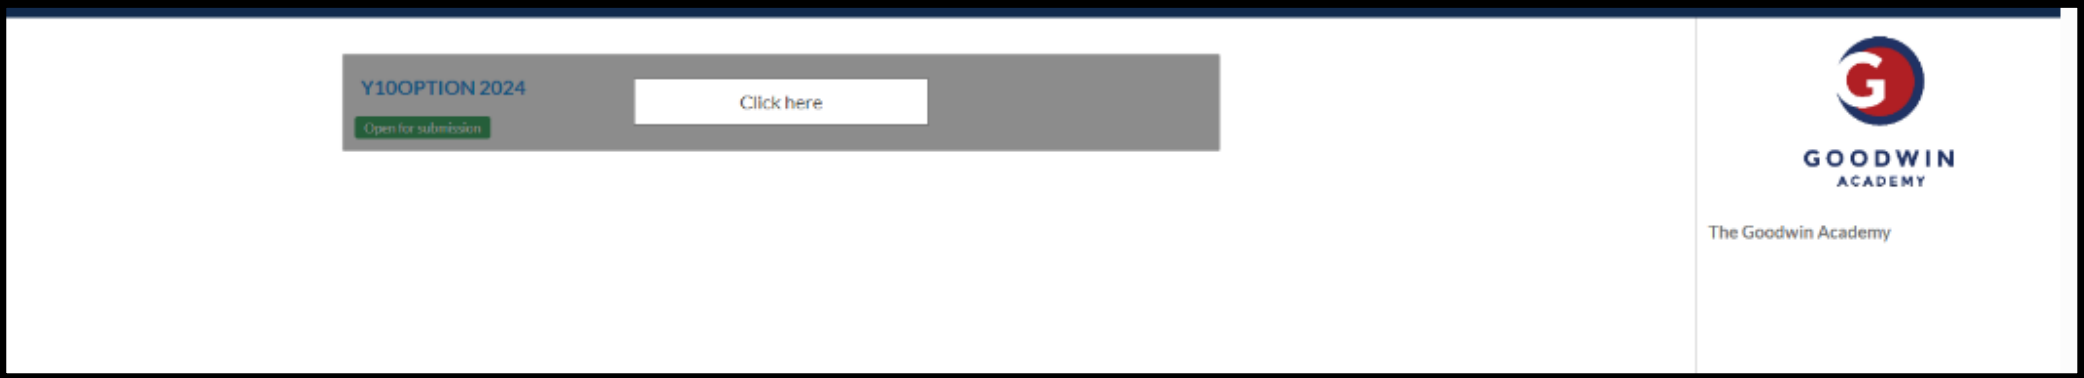 Y10OPTION 2024
Click here
Open for submission
G
GOODWIN
ACADEMY
The Goodwin Academy